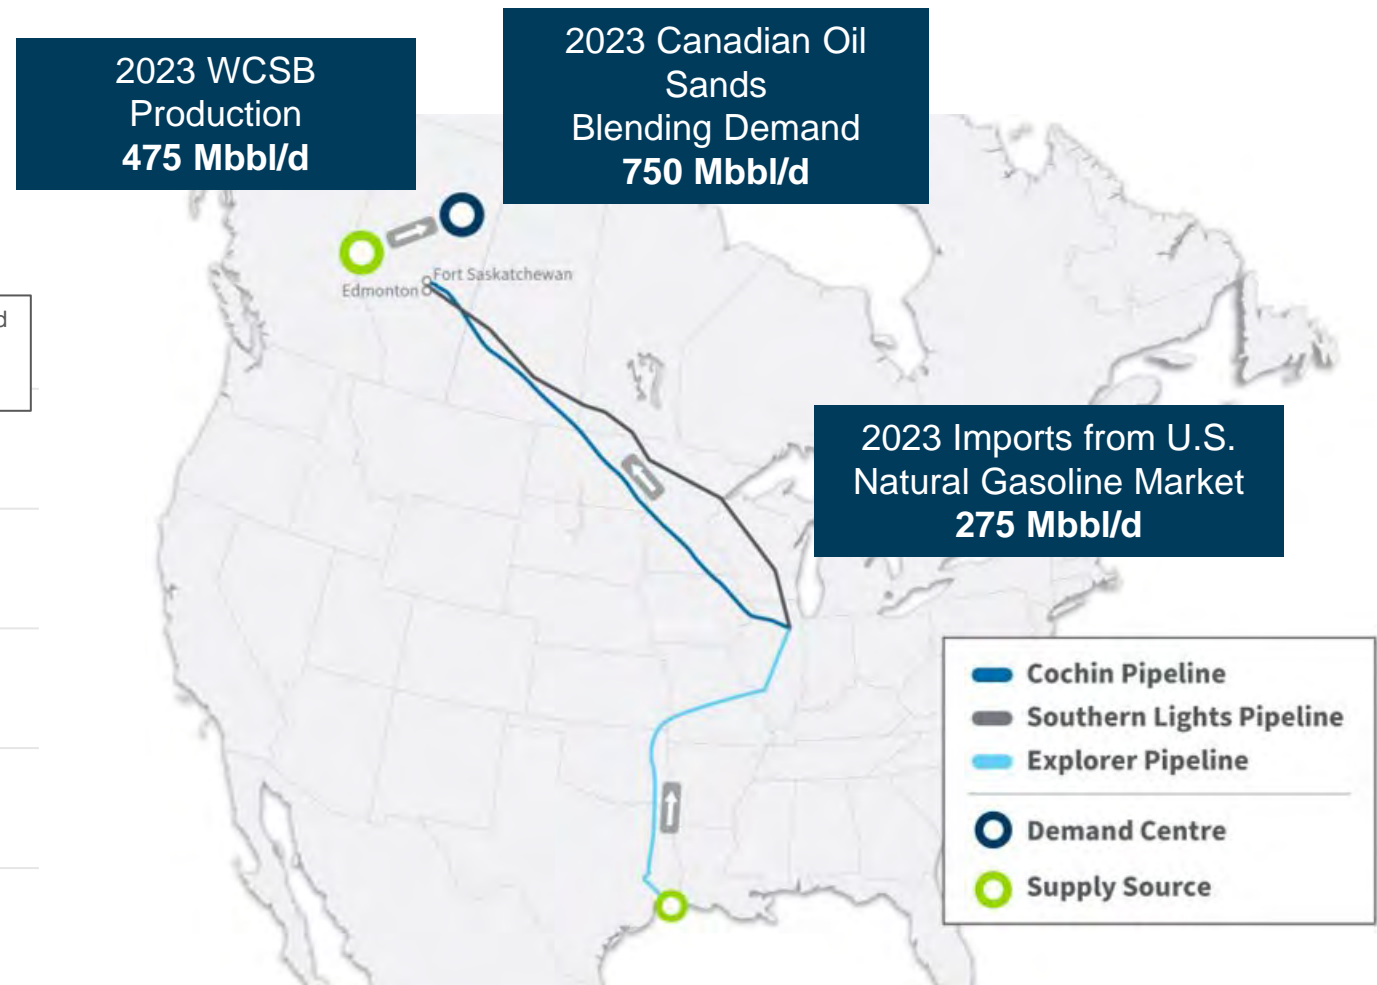 2023 WCSB
Production
475 Mbbl/d
2023 Canadian Oil
Sands
Blending Demand
750 Mbbl/d
Fort Saskatchewan
Edmonton
d
2023 Imports from U.S.
Natural Gasoline Market
275 Mbbl/d
Cochin Pipeline
Southern Lights Pipeline
Explorer Pipeline
Demand Centre
Supply Source